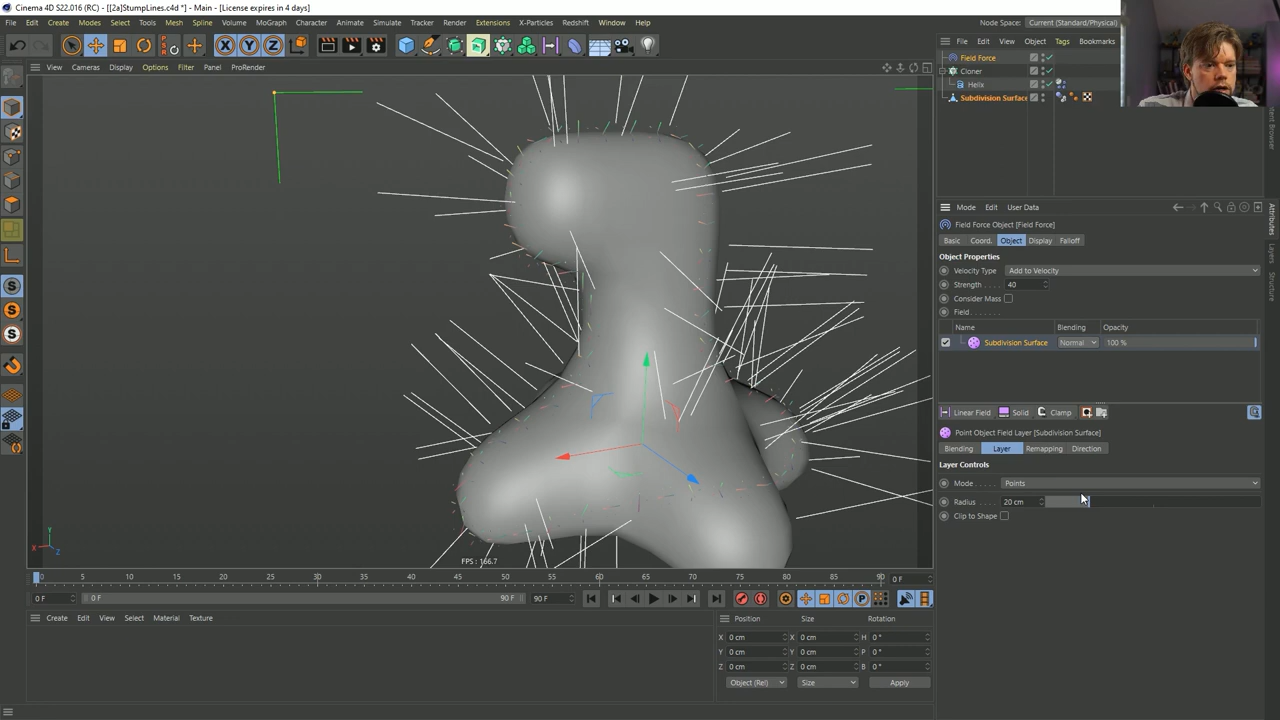 Cinema 4D S22.016 (RC) - [[2a]StumpLines.c4d *] - Main - [License expires in 4 days]
File Edit Create Modes Select Tools Mesh Spline Volume MoGraph Character Animate Simulate Tracker Render Extensions X-Particles Redshift Window Help
Node Space: Current (Standard/Physical)
File Edit View Object Tags Bookmarks
View Cameras Display Options Filter Panel ProRender
Field Force
Cloner
Helix
Subdivision Surface
Content Browser
Attributes
Layers
Structure
Mode Edit User Data
Field Force Object [Field Force]
Basic Coord. Object Display Falloff
Object Properties
Velocity Type Add to Velocity
Strength 40
Consider Mass
Field
Name Blending Opacity
Subdivision Surface Normal 100 %
Linear Field Solid Clamp
Point Object Field Layer [Subdivision Surface]
Blending Layer Remapping Direction
Layer Controls
Mode Points
Radius 20 cm
Clip to Shape
Y
X
Z
FPS : 166.7
0 5 10 15 20 25 30 35 40 45 50 55 60 65 70 75 80 85 90 0 F
0 F 0 F 90 F 90 F
Create Edit View Select Material Texture
Position Size Rotation
X 0 cm X 0 cm H 0 °
Y 0 cm Y 0 cm P 0 °
Z 0 cm Z 0 cm B 0 °
Object (Rel) Size Apply